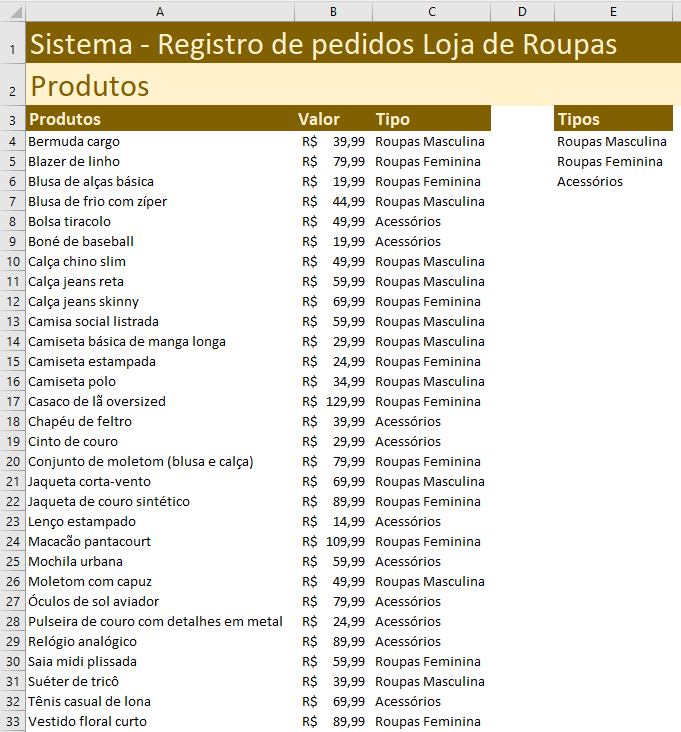 A B C D E
1 Sistema - Registro de pedidos Loja de Roupas
2 Produtos
3 Produtos Valor Tipo Tipos
4 Bermuda cargo R$ 39,99 Roupas Masculina Roupas Masculina
5 Blazer de linho R$ 79,99 Roupas Feminina Roupas Feminina
6 Blusa de alças básica R$ 19,99 Roupas Feminina Acessórios
7 Blusa de frio com zíper R$ 44,99 Roupas Masculina
8 Bolsa tiracolo R$ 49,99 Acessórios
9 Boné de baseball R$ 19,99 Acessórios
10 Calça chino slim R$ 49,99 Roupas Masculina
11 Calça jeans reta R$ 59,99 Roupas Masculina
12 Calça jeans skinny R$ 69,99 Roupas Feminina
13 Camisa social listrada R$ 59,99 Roupas Masculina
14 Camiseta básica de manga longa R$ 29,99 Roupas Masculina
15 Camiseta estampada R$ 24,99 Roupas Feminina
16 Camiseta polo R$ 34,99 Roupas Masculina
17 Casaco de lã oversized R$ 129,99 Roupas Feminina
18 Chapéu de feltro R$ 39,99 Acessórios
19 Cinto de couro R$ 29,99 Acessórios
20 Conjunto de moletom (blusa e calça) R$ 79,99 Roupas Feminina
21 Jaqueta corta-vento R$ 69,99 Roupas Masculina
22 Jaqueta de couro sintético R$ 89,99 Roupas Feminina
23 Lenço estampado R$ 14,99 Acessórios
24 Macacão pantacourt R$ 109,99 Roupas Feminina
25 Mochila urbana R$ 59,99 Acessórios
26 Moletom com capuz R$ 49,99 Roupas Masculina
27 Óculos de sol aviador R$ 79,99 Acessórios
28 Pulseira de couro com detalhes em metal R$ 24,99 Acessórios
29 Relógio analógico R$ 89,99 Acessórios
30 Saia midi plissada R$ 59,99 Roupas Feminina
31 Suéter de tricô R$ 39,99 Roupas Masculina
32 Tênis casual de lona R$ 69,99 Acessórios
33 Vestido floral curto R$ 89,99 Roupas Feminina